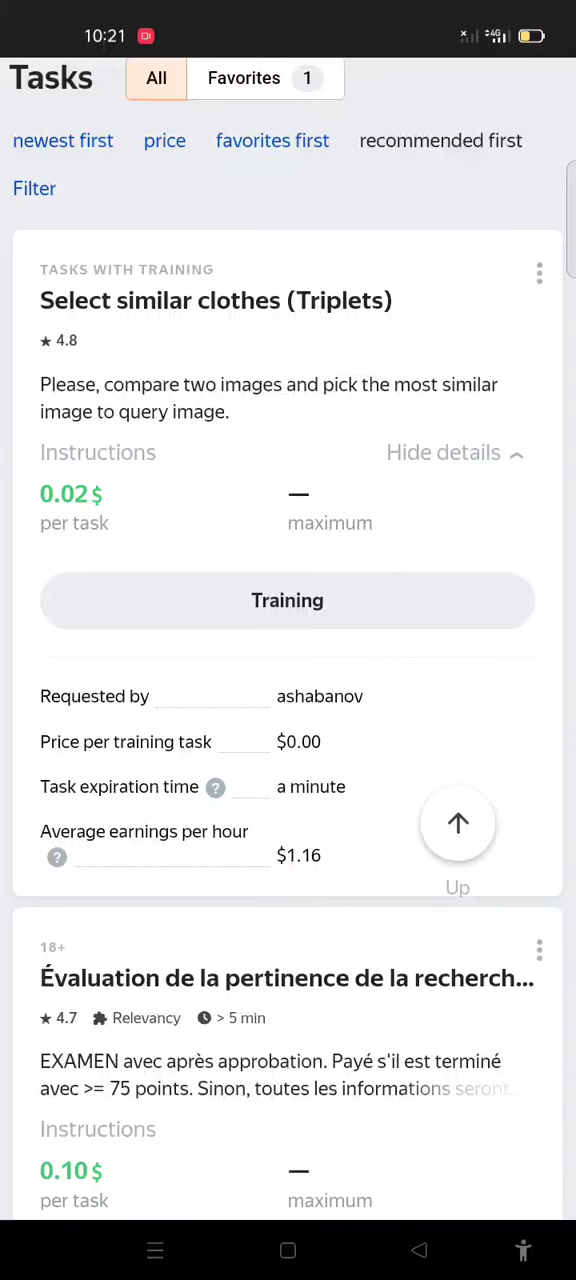 10:21
4G
Tasks All Favorites 1
newest first price favorites first recommended first
Filter
TASKS WITH TRAINING
Select similar clothes (Triplets)
★ 4.8
Please, compare two images and pick the most similar
image to query image.
Instructions Hide details
0.02 $ —
per task maximum
Training
Requested by ashabanov
Price per training task $0.00
Task expiration time ? a minute
Average earnings per hour
? $1.16
Up
18+
Évaluation de la pertinence de la recherch...
★ 4.7 Relevancy > 5 min
EXAMEN avec après approbation. Payé s'il est terminé
avec >= 75 points. Sinon, toutes les informations seront...
Instructions
0.10 $ —
per task maximum